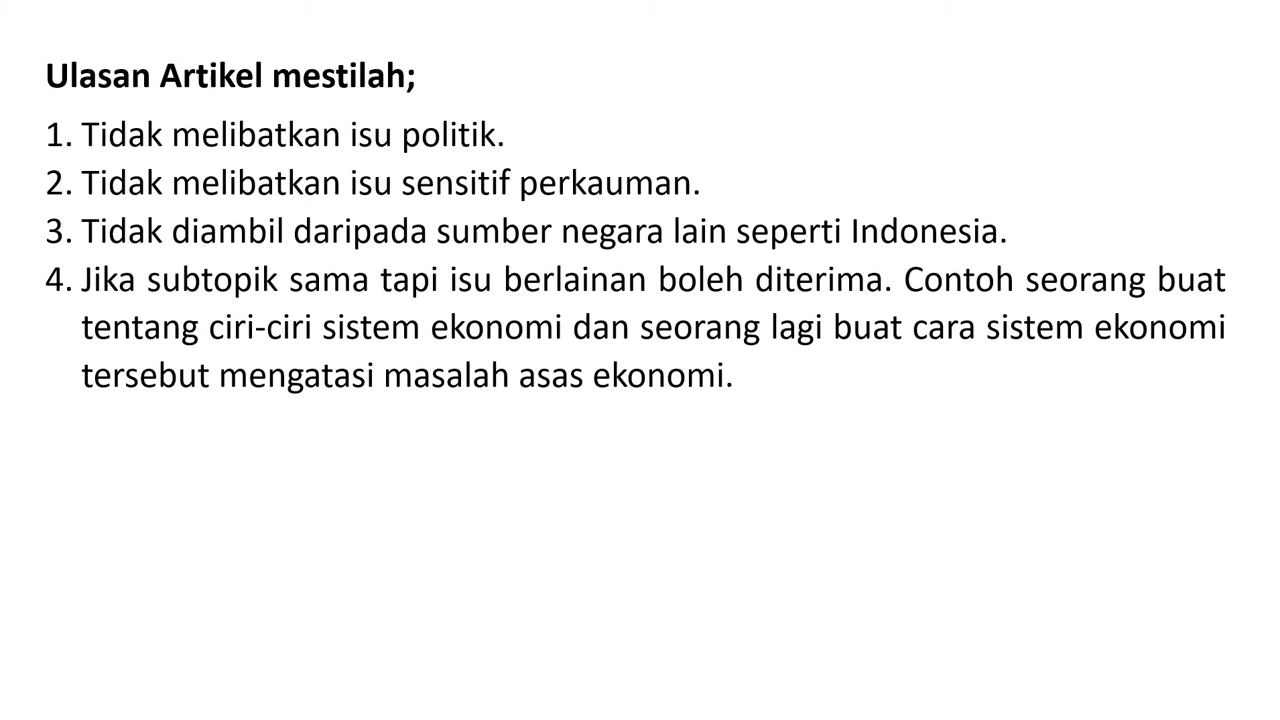 Ulasan Artikel mestilah;
1. Tidak melibatkan isu politik.
2. Tidak melibatkan isu sensitif perkauman.
3. Tidak diambil daripada sumber negara lain seperti Indonesia.
4. Jika subtopik sama tapi isu berlainan boleh diterima. Contoh seorang buat
tentang ciri-ciri sistem ekonomi dan seorang lagi buat cara sistem ekonomi
tersebut mengatasi masalah asas ekonomi.